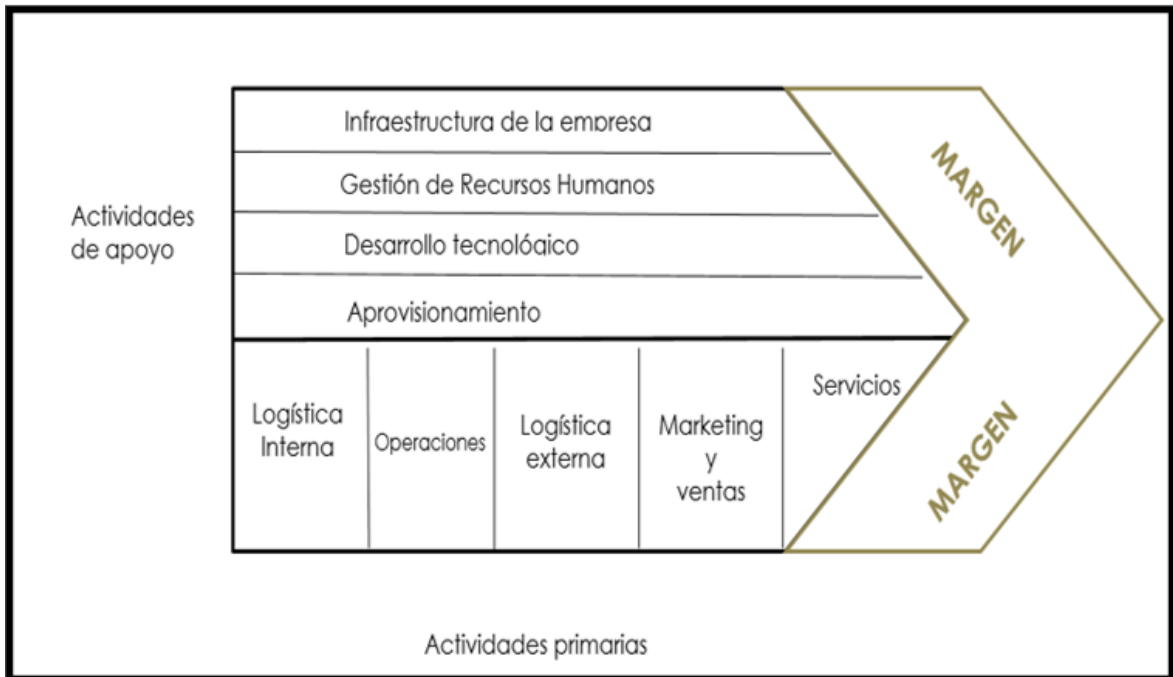 Infraestructura de la empresa
Gestión de Recursos Humanos
Actividades
de apoyo
Desarrollo tecnológico
Aprovisionamiento
MARGEN
Logística
Interna
Operaciones
Logística
externa
Marketing
y
ventas
Servicios
MARGEN
Actividades primarias